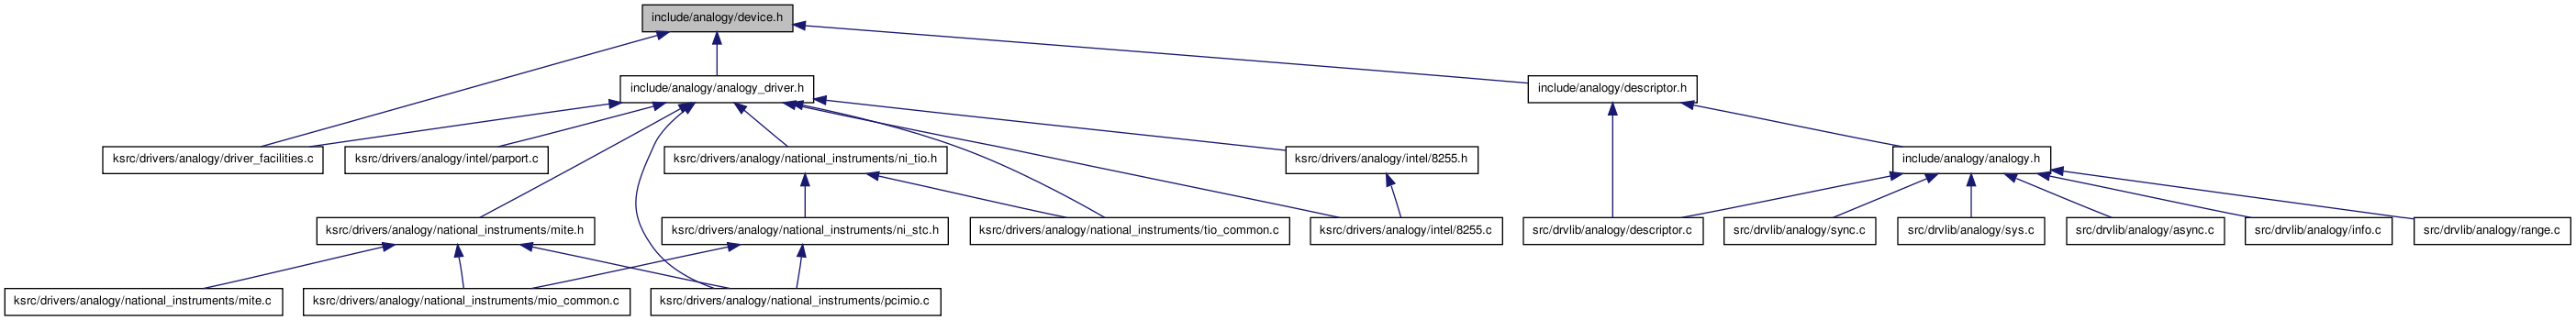 include/analogy/device.h
include/analogy/analogy_driver.h
include/analogy/descriptor.h
ksrc/drivers/analogy/driver_facilities.c
ksrc/drivers/analogy/intel/parport.c
ksrc/drivers/analogy/national_instruments/ni_tio.h
ksrc/drivers/analogy/intel/8255.h
include/analogy/analogy.h
ksrc/drivers/analogy/national_instruments/mite.h
ksrc/drivers/analogy/national_instruments/ni_stc.h
ksrc/drivers/analogy/national_instruments/tio_common.c
ksrc/drivers/analogy/intel/8255.c
src/drvlib/analogy/descriptor.c
src/drvlib/analogy/sync.c
src/drvlib/analogy/sys.c
src/drvlib/analogy/async.c
src/drvlib/analogy/info.c
src/drvlib/analogy/range.c
ksrc/drivers/analogy/national_instruments/mite.c
ksrc/drivers/analogy/national_instruments/mio_common.c
ksrc/drivers/analogy/national_instruments/pcimio.c